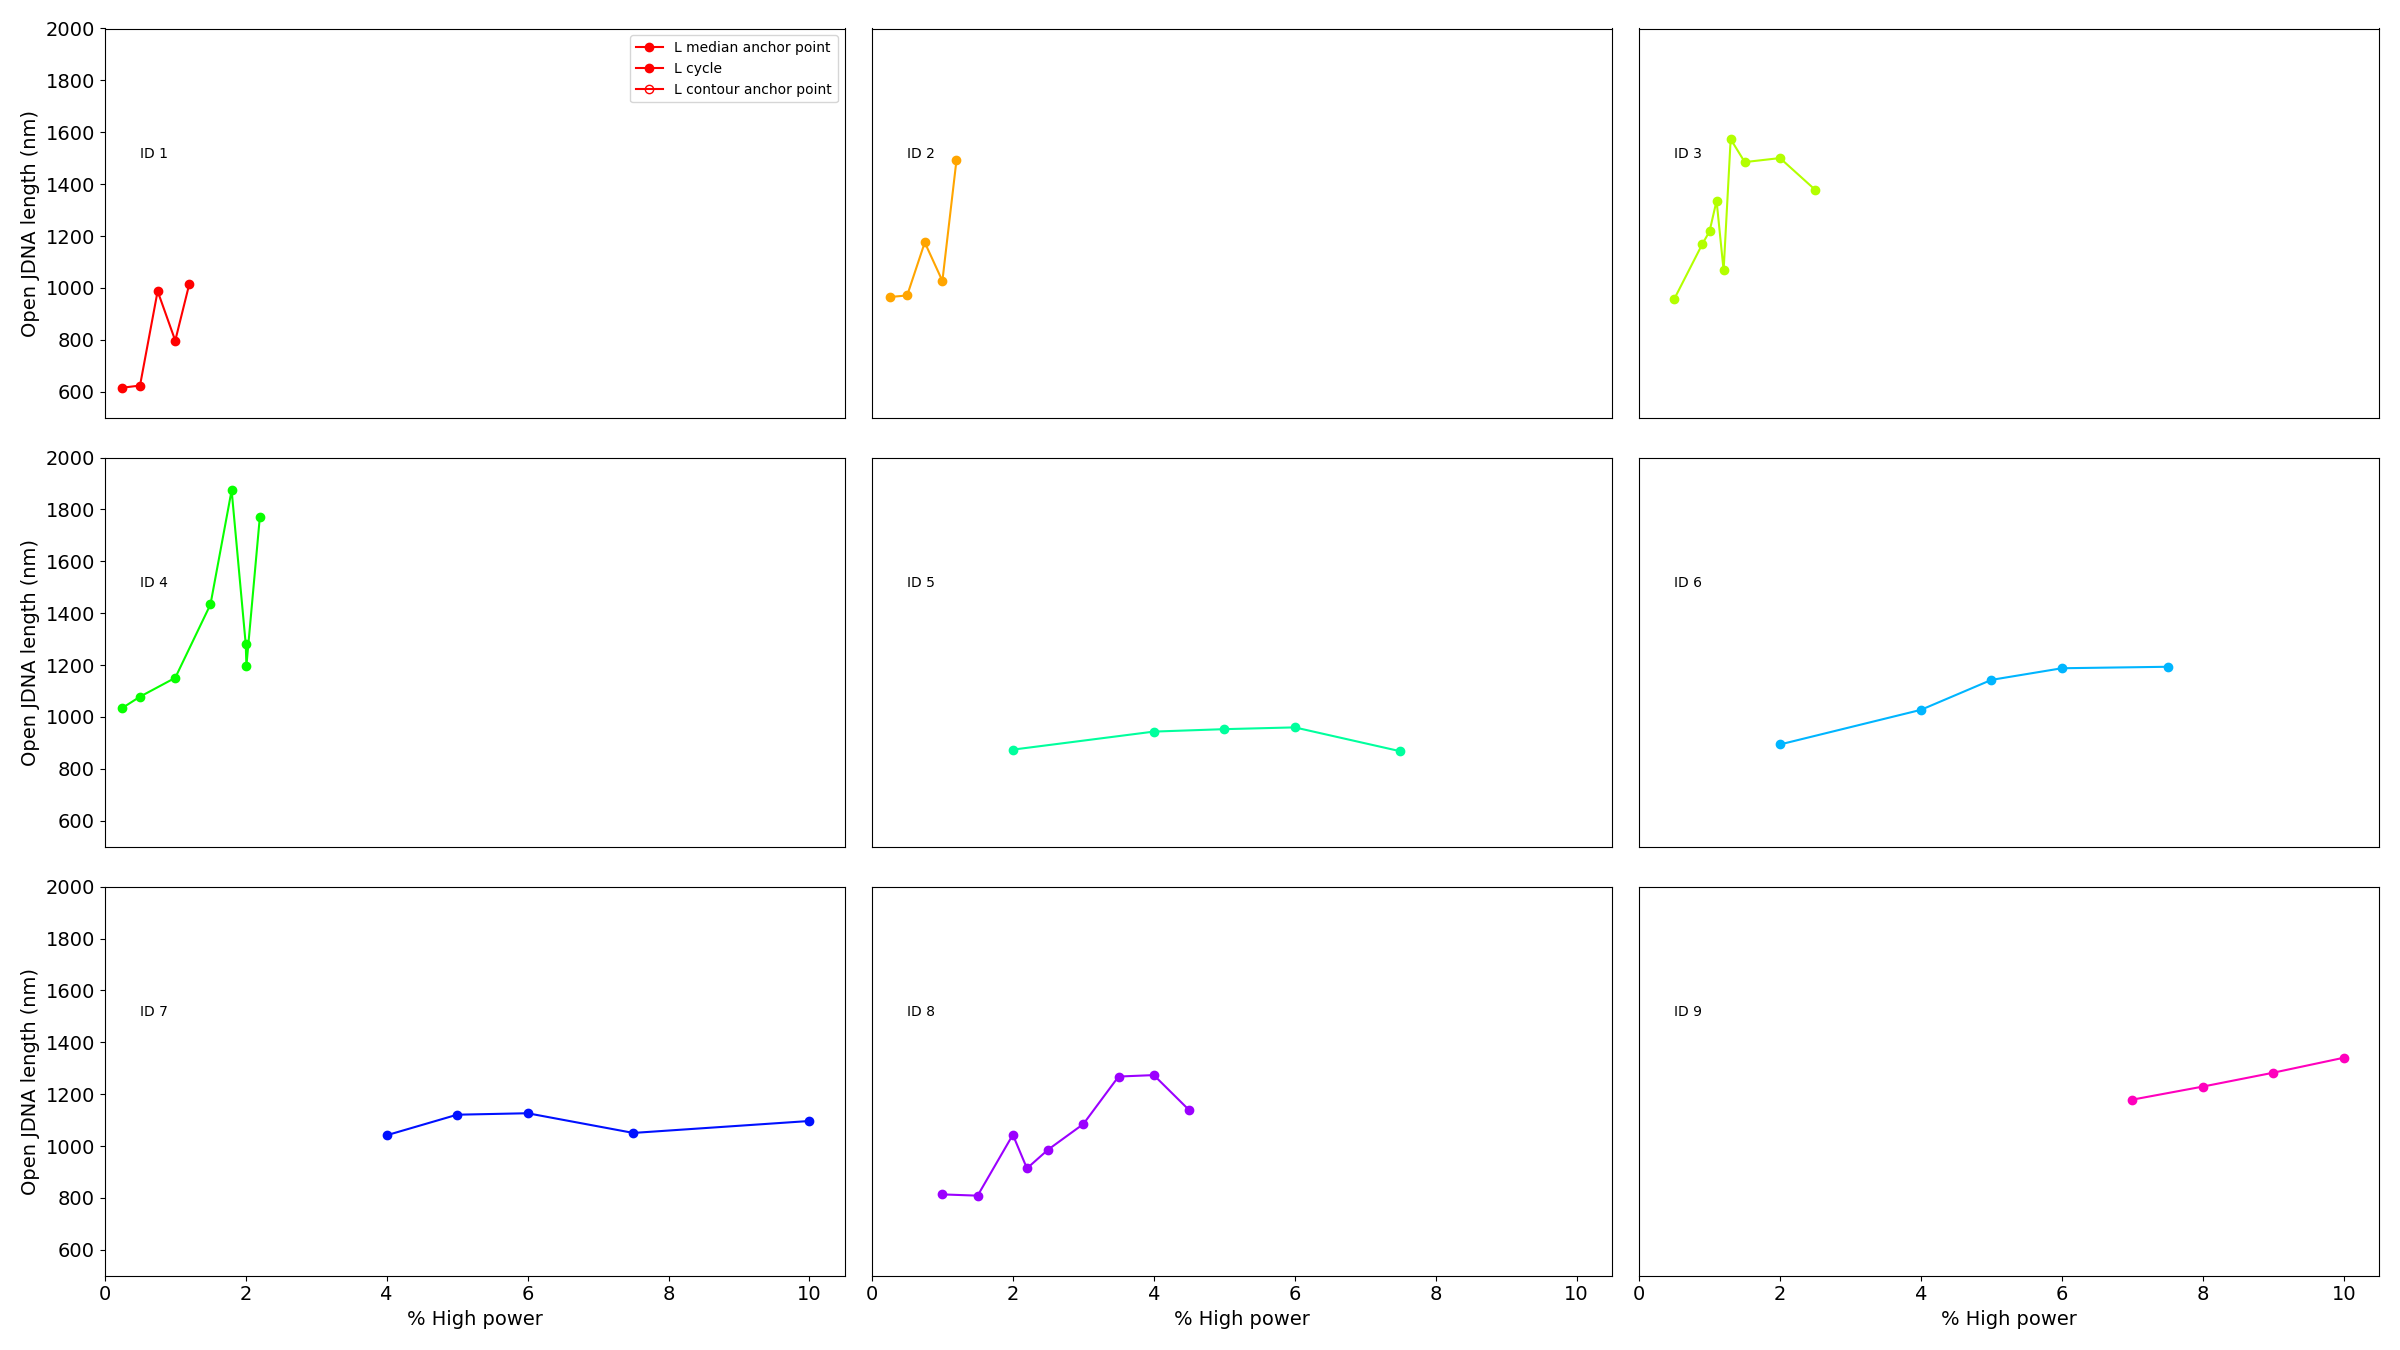 2000
1800
1600
1400
1200
1000
800
600
Open JDNA length (nm)
L median anchor point
L cycle
L contour anchor point
ID 1
ID 2
ID 3
2000
1800
1600
1400
1200
1000
800
600
Open JDNA length (nm)
ID 4
ID 5
ID 6
2000
1800
1600
1400
1200
1000
800
600
Open JDNA length (nm)
ID 7
ID 8
ID 9
0 2 4 6 8 10
0 2 4 6 8 10
0 2 4 6 8 10
% High power
% High power
% High power